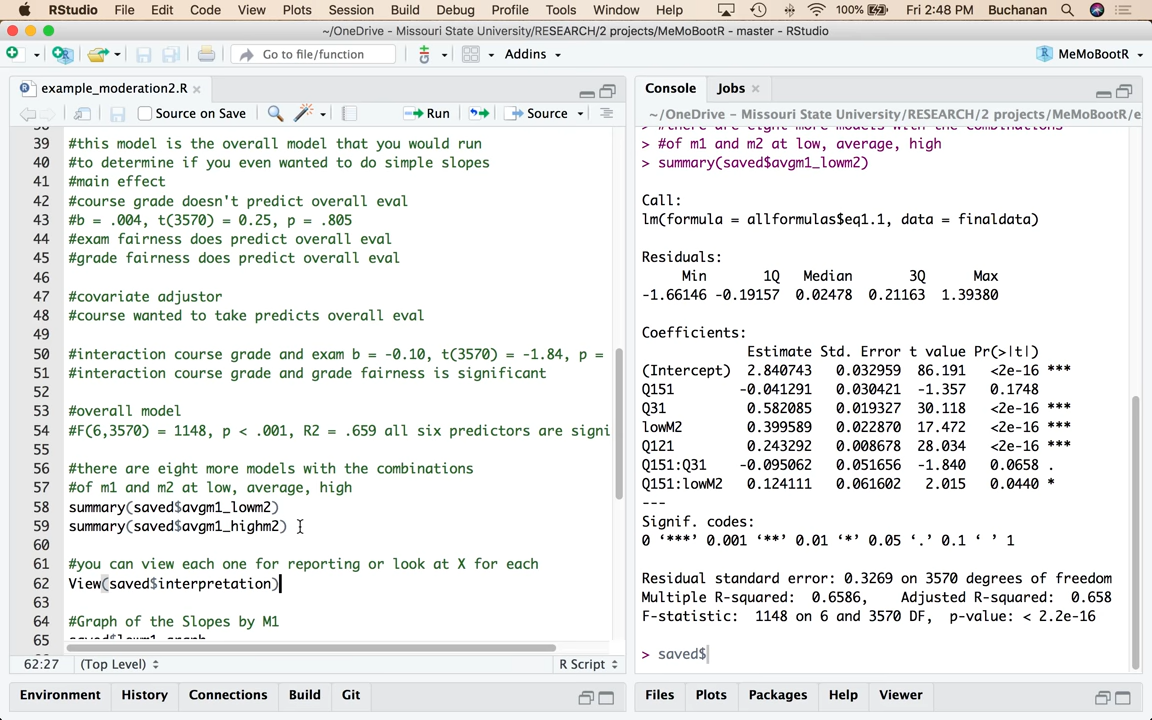 RStudio File Edit Code View Plots Session Build Debug Profile Tools Window Help 100% Fri 2:48 PM Buchanan
~/OneDrive - Missouri State University/RESEARCH/2 projects/MeMoBootR - master - RStudio
Go to file/function Addins MeMoBootR
example_moderation2.R
Source on Save Run Source
39 #this model is the overall model that you would run
40 #to determine if you even wanted to do simple slopes
41 #main effect
42 #course grade doesn't predict overall eval
43 #b = .004, t(3570) = 0.25, p = .805
44 #exam fairness does predict overall eval
45 #grade fairness does predict overall eval
46
47 #covariate adjustor
48 #course wanted to take predicts overall eval
49
50 #interaction course grade and exam b = -0.10, t(3570) = -1.84, p =
51 #interaction course grade and grade fairness is significant
52
53 #overall model
54 #F(6,3570) = 1148, p < .001, R2 = .659 all six predictors are signi
55
56 #there are eight more models with the combinations
57 #of m1 and m2 at low, average, high
58 summary(saved$avgm1_lowm2)
59 summary(saved$avgm1_highm2)
60
61 #you can view each one for reporting or look at X for each
62 View(saved$interpretation)
63
64 #Graph of the Slopes by M1
65 saved$lowm1_graph
62:27 (Top Level) R Script
Environment History Connections Build Git
Console Jobs
~/OneDrive - Missouri State University/RESEARCH/2 projects/MeMoBootR/e
> #there are eight more models with the combinations
> #of m1 and m2 at low, average, high
> summary(saved$avgm1_lowm2)
Call:
lm(formula = allformulas$eq1.1, data = finaldata)
Residuals:
Min 1Q Median 3Q Max
-1.66146 -0.19157 0.02478 0.21163 1.39380
Coefficients:
Estimate Std. Error t value Pr(>|t|)
(Intercept) 2.840743 0.032959 86.191 <2e-16 ***
Q151 -0.041291 0.030421 -1.357 0.1748
Q31 0.582085 0.019327 30.118 <2e-16 ***
lowM2 0.399589 0.022870 17.472 <2e-16 ***
Q121 0.243292 0.008678 28.034 <2e-16 ***
Q151:Q31 -0.095062 0.051656 -1.840 0.0658 .
Q151:lowM2 0.124111 0.061602 2.015 0.0440 *
---
Signif. codes:
0 ‘***’ 0.001 ‘**’ 0.01 ‘*’ 0.05 ‘.’ 0.1 ‘ ’ 1
Residual standard error: 0.3269 on 3570 degrees of freedom
Multiple R-squared: 0.6586, Adjusted R-squared: 0.658
F-statistic: 1148 on 6 and 3570 DF, p-value: < 2.2e-16
> saved$
Files Plots Packages Help Viewer